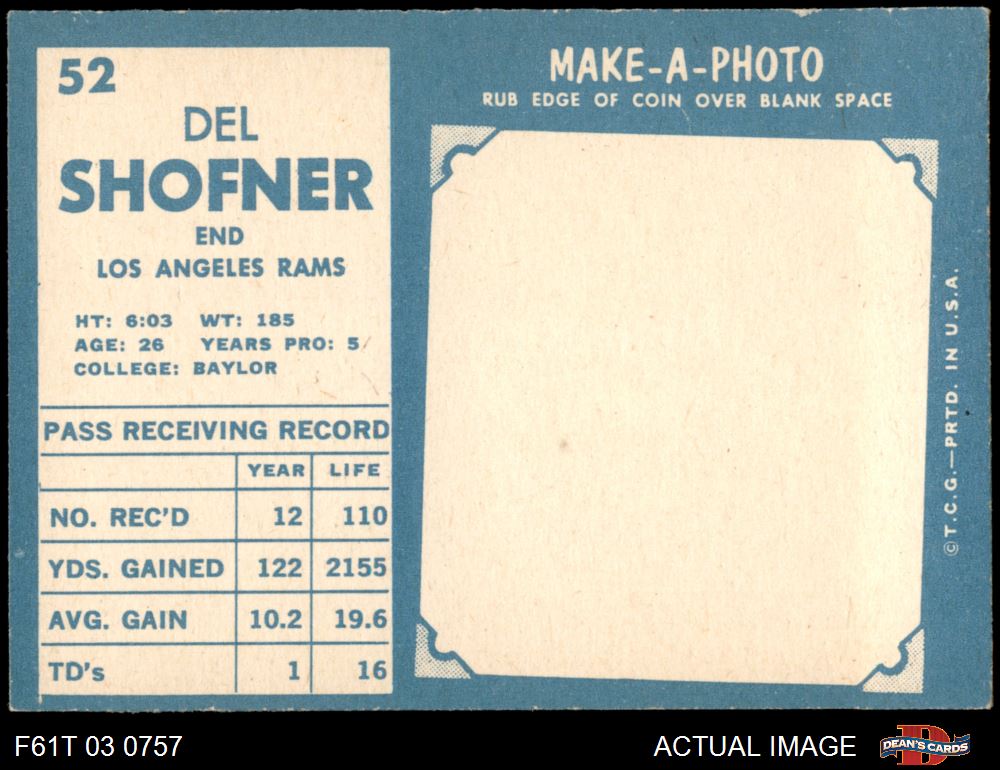 52
DEL
SHOFNER
END
LOS ANGELES RAMS
HT: 6:03 WT: 185
AGE: 26 YEARS PRO: 5
COLLEGE: BAYLOR
PASS RECEIVING RECORD
YEAR LIFE
NO. REC'D 12 110
YDS. GAINED 122 2155
AVG. GAIN 10.2 19.6
TD's 1 16
MAKE-A-PHOTO
RUB EDGE OF COIN OVER BLANK SPACE
©T.C.G.—PRTD. IN U.S.A.
F61T 03 0757
ACTUAL IMAGE
D
DEAN'S CARDS